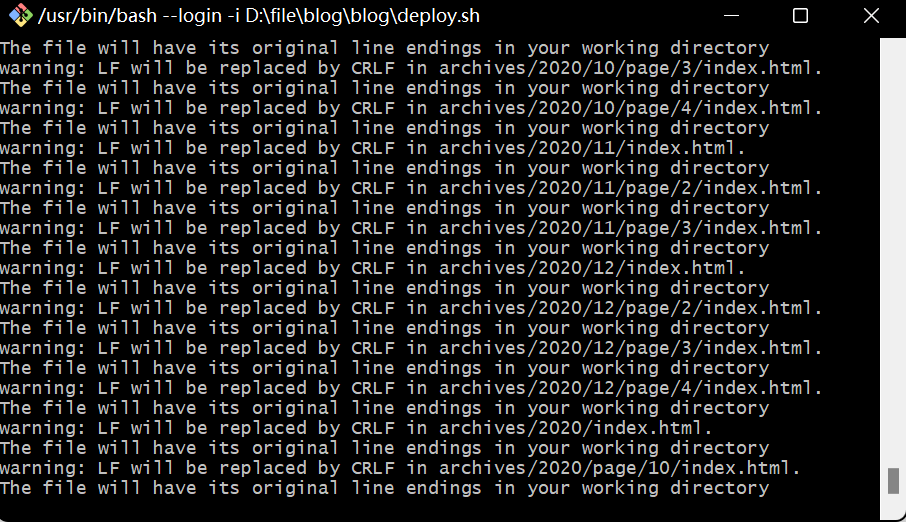 /usr/bin/bash --login -i D:\file\blog\blog\deploy.sh
The file will have its original line endings in your working directory
warning: LF will be replaced by CRLF in archives/2020/10/page/3/index.html.
The file will have its original line endings in your working directory
warning: LF will be replaced by CRLF in archives/2020/10/page/4/index.html.
The file will have its original line endings in your working directory
warning: LF will be replaced by CRLF in archives/2020/11/index.html.
The file will have its original line endings in your working directory
warning: LF will be replaced by CRLF in archives/2020/11/page/2/index.html.
The file will have its original line endings in your working directory
warning: LF will be replaced by CRLF in archives/2020/11/page/3/index.html.
The file will have its original line endings in your working directory
warning: LF will be replaced by CRLF in archives/2020/12/index.html.
The file will have its original line endings in your working directory
warning: LF will be replaced by CRLF in archives/2020/12/page/2/index.html.
The file will have its original line endings in your working directory
warning: LF will be replaced by CRLF in archives/2020/12/page/3/index.html.
The file will have its original line endings in your working directory
warning: LF will be replaced by CRLF in archives/2020/12/page/4/index.html.
The file will have its original line endings in your working directory
warning: LF will be replaced by CRLF in archives/2020/index.html.
The file will have its original line endings in your working directory
warning: LF will be replaced by CRLF in archives/2020/page/10/index.html.
The file will have its original line endings in your working directory